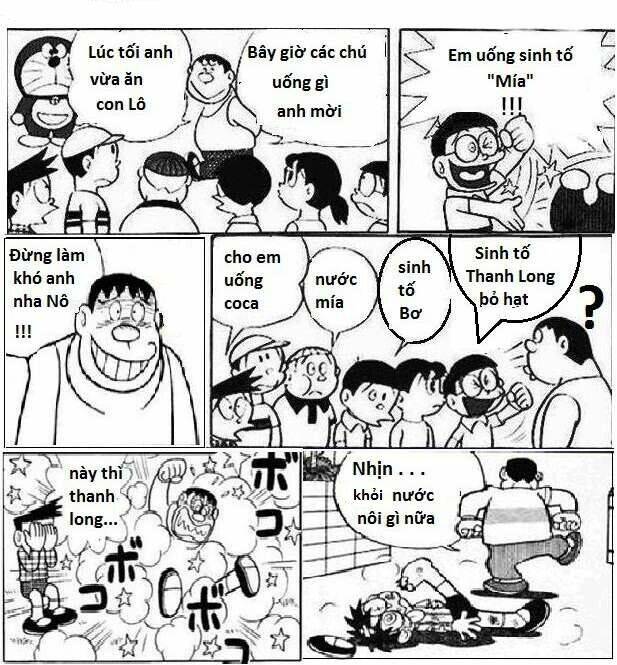 Lúc tối anh
vừa ăn
con Lô
Bây giờ các chú
uống gì
anh mời
Em uống sinh tố
"Mía"
!!!
Đừng làm
khó anh
nha Nô
!!!
cho em
uống
coca
nước
mía
sinh
tố
Bơ
Sinh tố
Thanh Long
bỏ hạt
?
này thì
thanh
long...
ボコ
ボコ
ボコ
Nhịn . . .
khỏi nước
nôi gì nữa